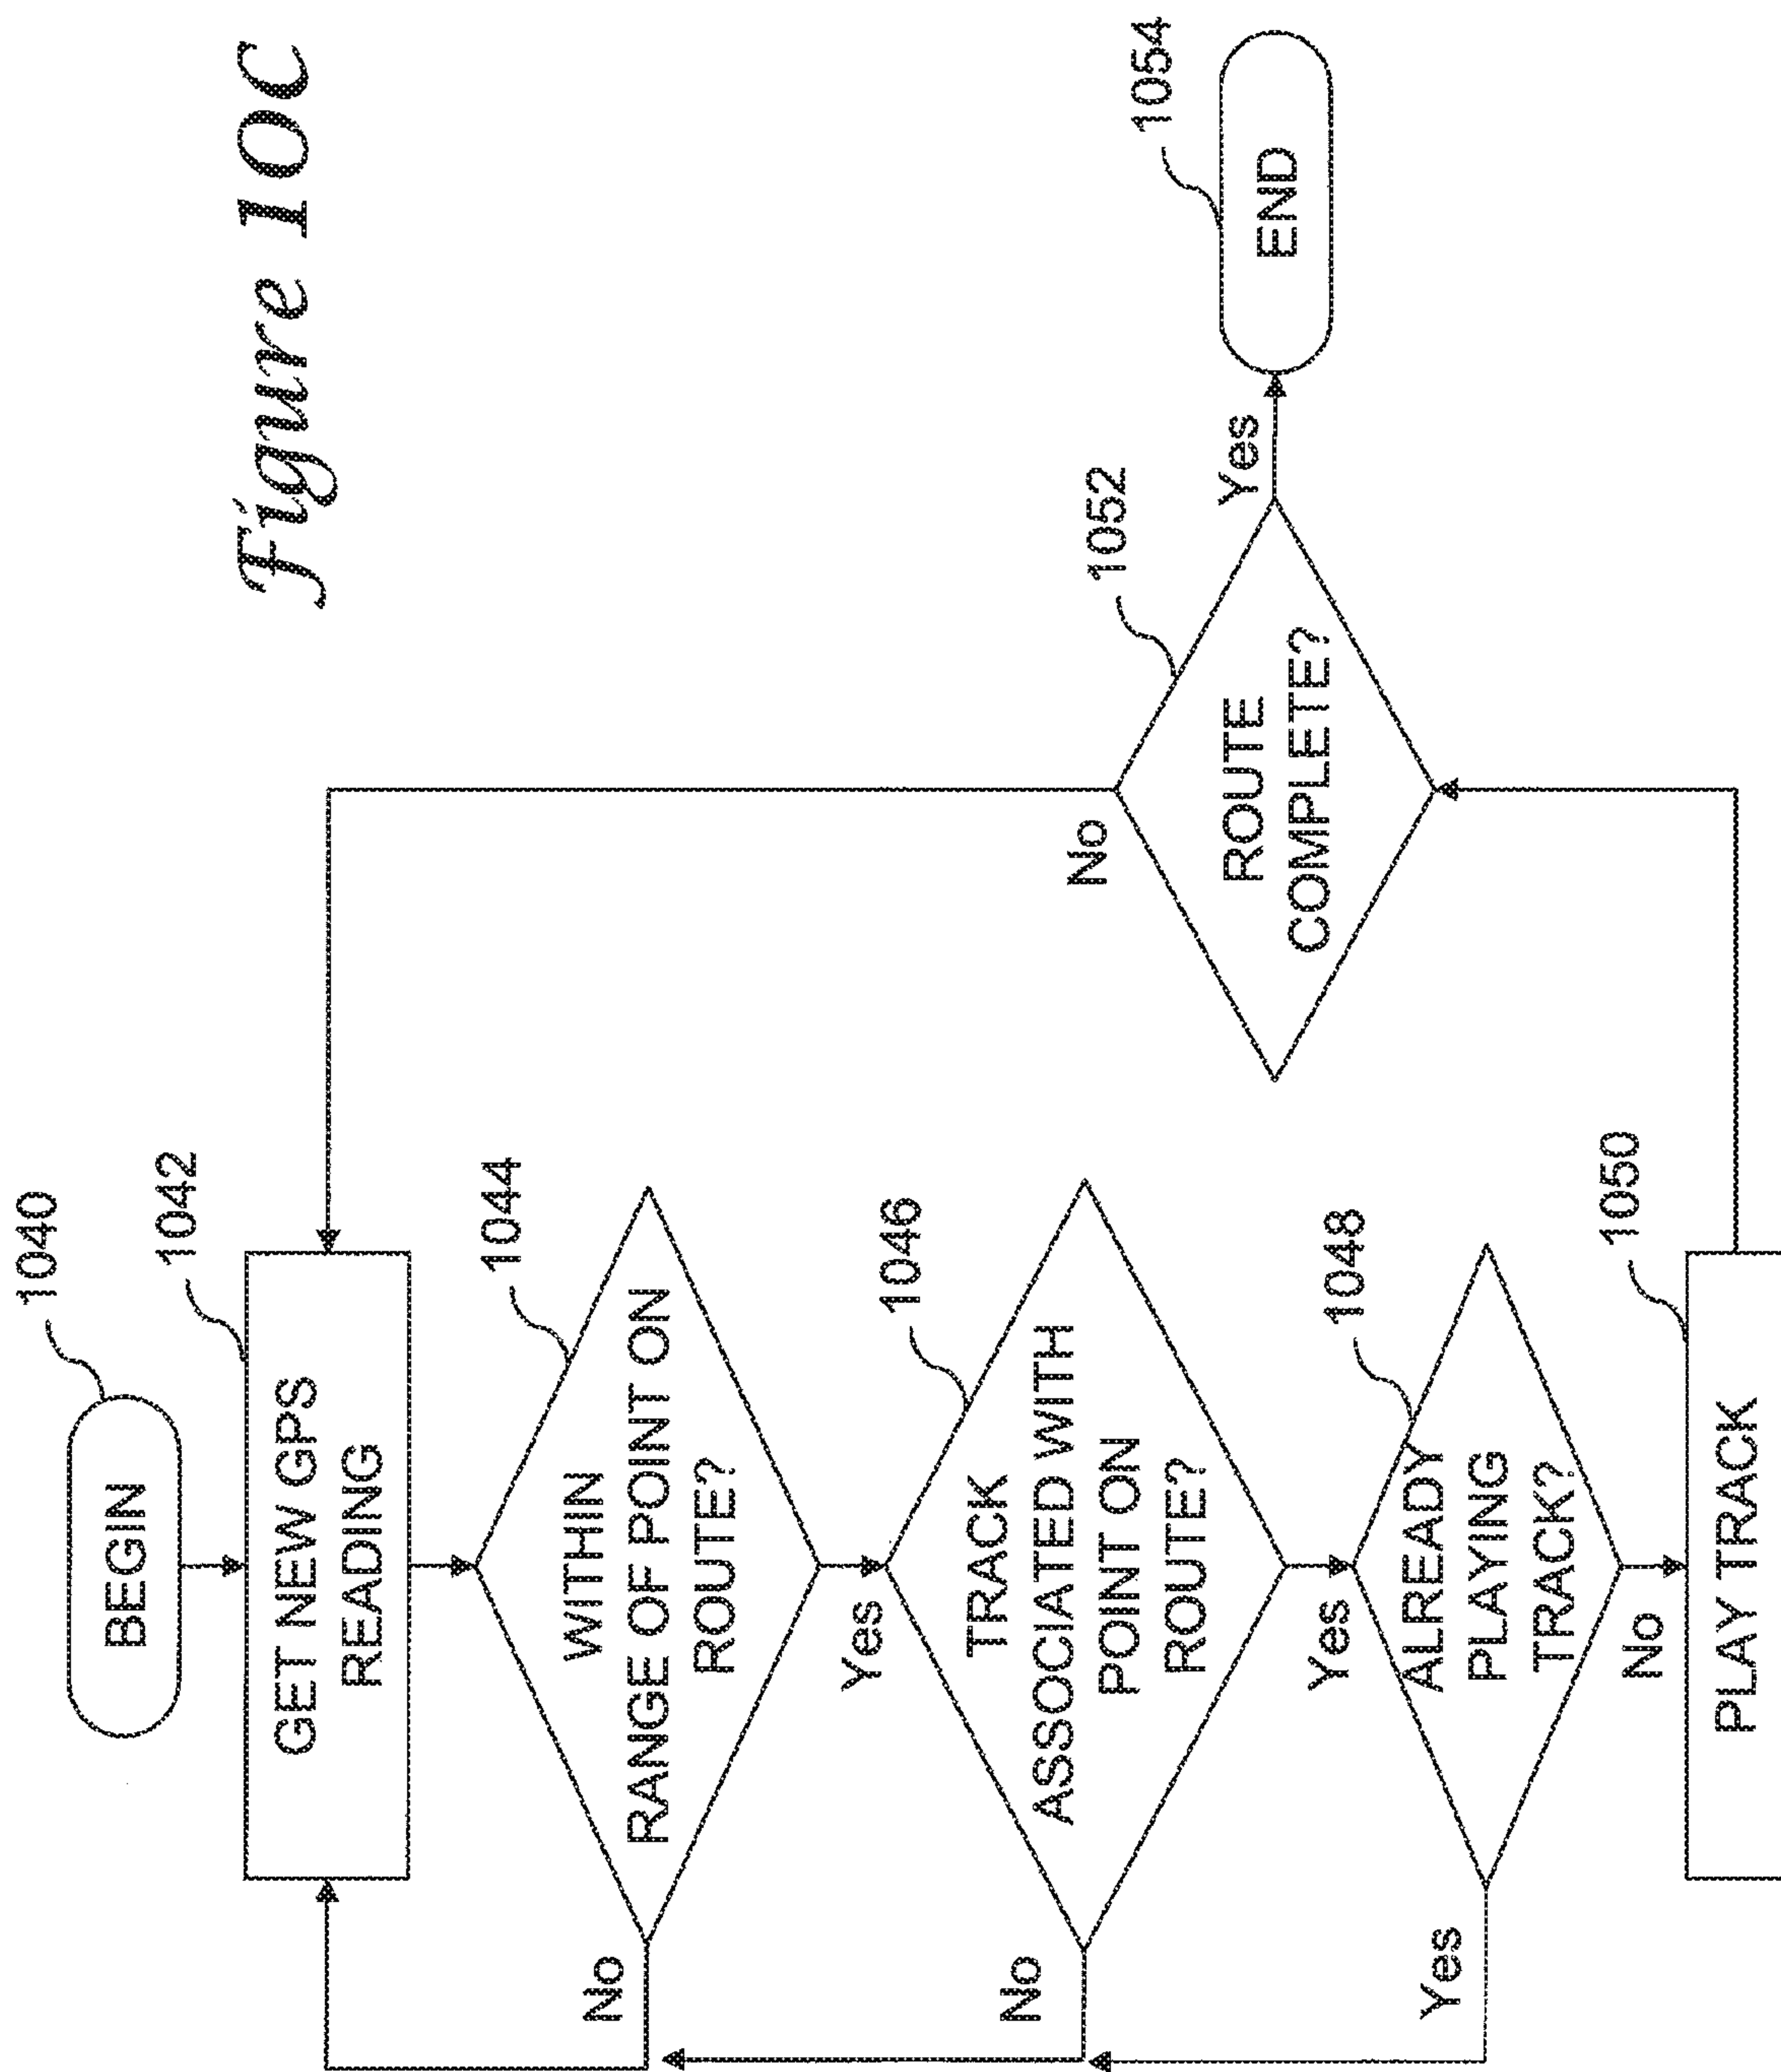 Figure 10C
1040
BEGIN
1042
GET NEW GPS
READING
1044
WITHIN
RANGE OF POINT ON
ROUTE?
No
Yes
1046
TRACK
ASSOCIATED WITH
POINT ON
ROUTE?
No
Yes
1048
ALREADY
PLAYING
TRACK?
Yes
No
1050
PLAY TRACK
1052
ROUTE
COMPLETE?
No
Yes
1054
END